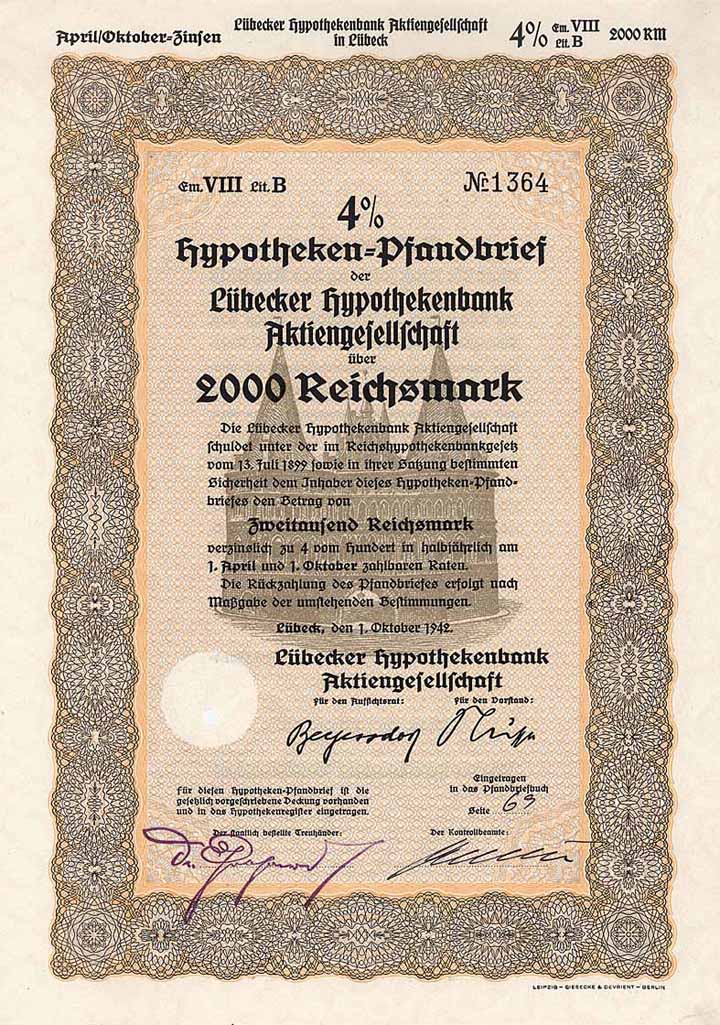 April/Oktober-Zinsen
Lübecker Hypothekenbank Aktiengesellschaft
in Lübeck
4% Em. VIII Lit. B 2000 RM
Em. VIII Lit. B
№ 1364
4%
Hypotheken-Pfandbrief
der
Lübecker Hypothekenbank
Aktiengesellschaft
über
2000 Reichsmark
Die Lübecker Hypothekenbank Aktiengesellschaft
schuldet unter der im Reichshypothekenbankgesetz
vom 13. Juli 1899 sowie in ihrer Satzung bestimmten
Sicherheit dem Inhaber dieses Hypotheken-Pfand-
briefes den Betrag von
Zweitausend Reichsmark
verzinslich zu 4 vom Hundert in halbjährlich am
1. April und 1. Oktober zahlbaren Raten.
Die Rückzahlung des Pfandbriefes erfolgt nach
Maßgabe der umstehenden Bestimmungen.
Lübeck, den 1. Oktober 1942.
Lübecker Hypothekenbank
Aktiengesellschaft
Für den Aufsichtsrat:
Für den Vorstand:
Für diesen Hypotheken-Pfandbrief ist die
gesetzlich vorgeschriebene Deckung vorhanden
und in das Hypothekenregister eingetragen.
Eingetragen
in das Pfandbriefbuch
Seite 63
Der staatlich bestellte Treuhänder:
Der Kontrollbeamte:
LEIPZIG – GIESECKE & DEVRIENT – BERLIN